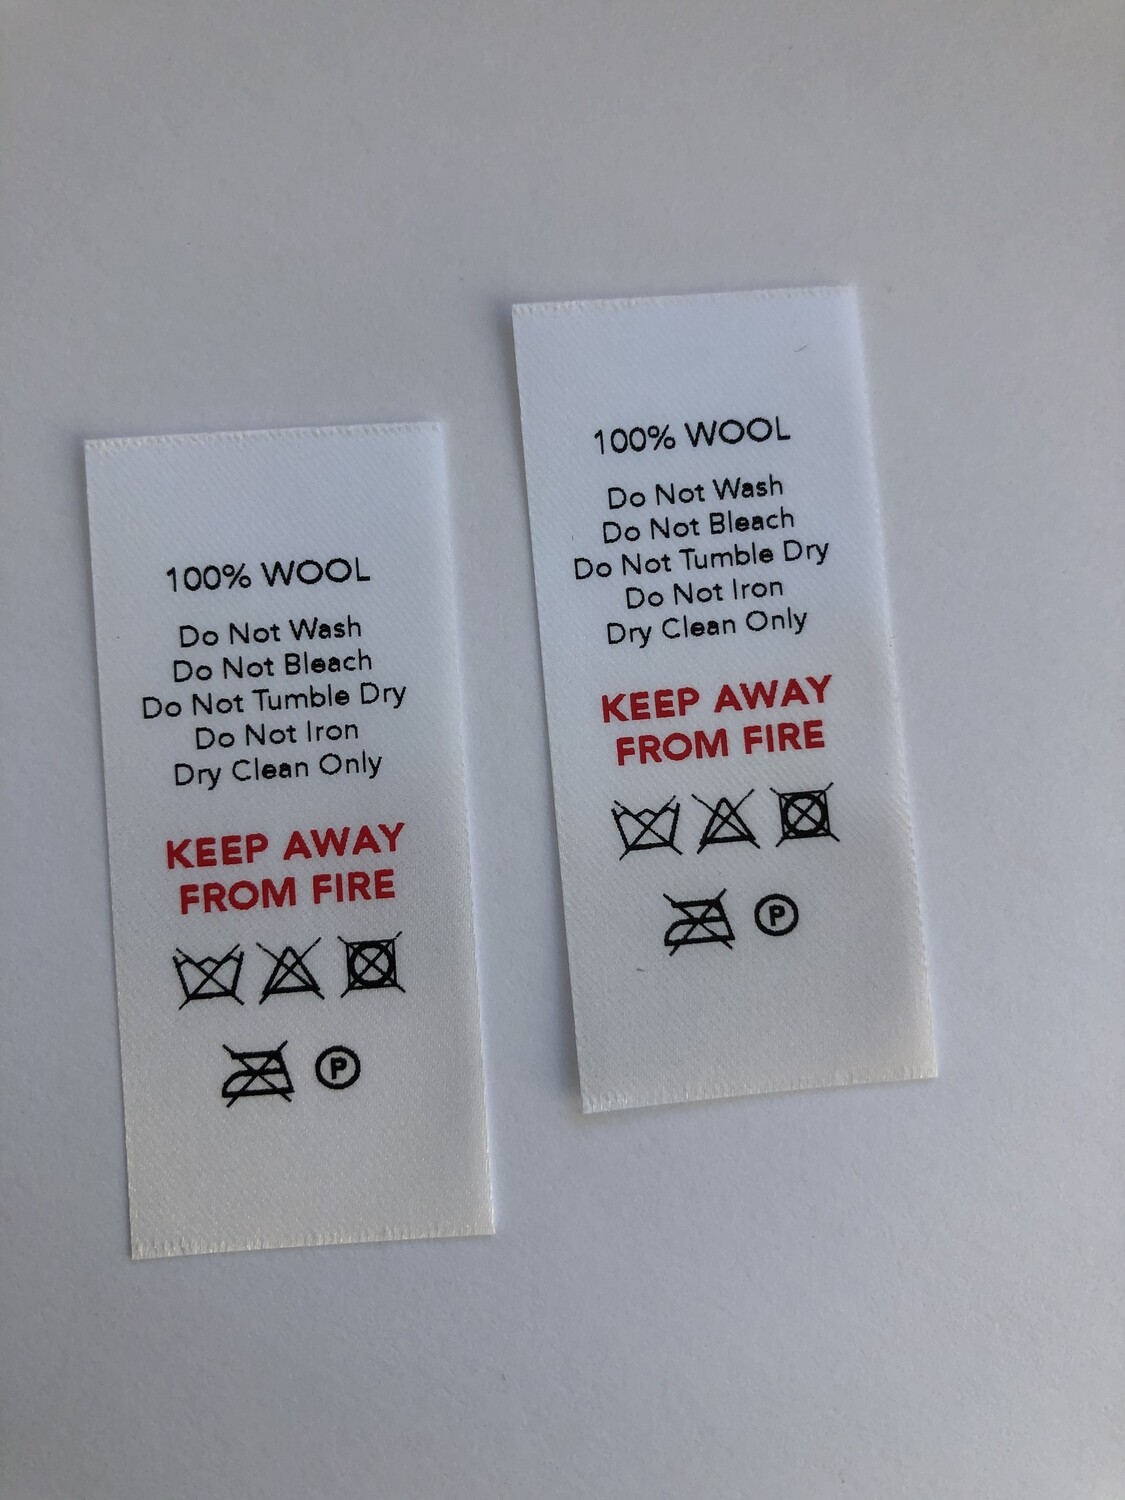 100% WOOL
Do Not Wash
Do Not Bleach
Do Not Tumble Dry
Do Not Iron
Dry Clean Only
KEEP AWAY
FROM FIRE
P
100% WOOL
Do Not Wash
Do Not Bleach
Do Not Tumble Dry
Do Not Iron
Dry Clean Only
KEEP AWAY
FROM FIRE
P